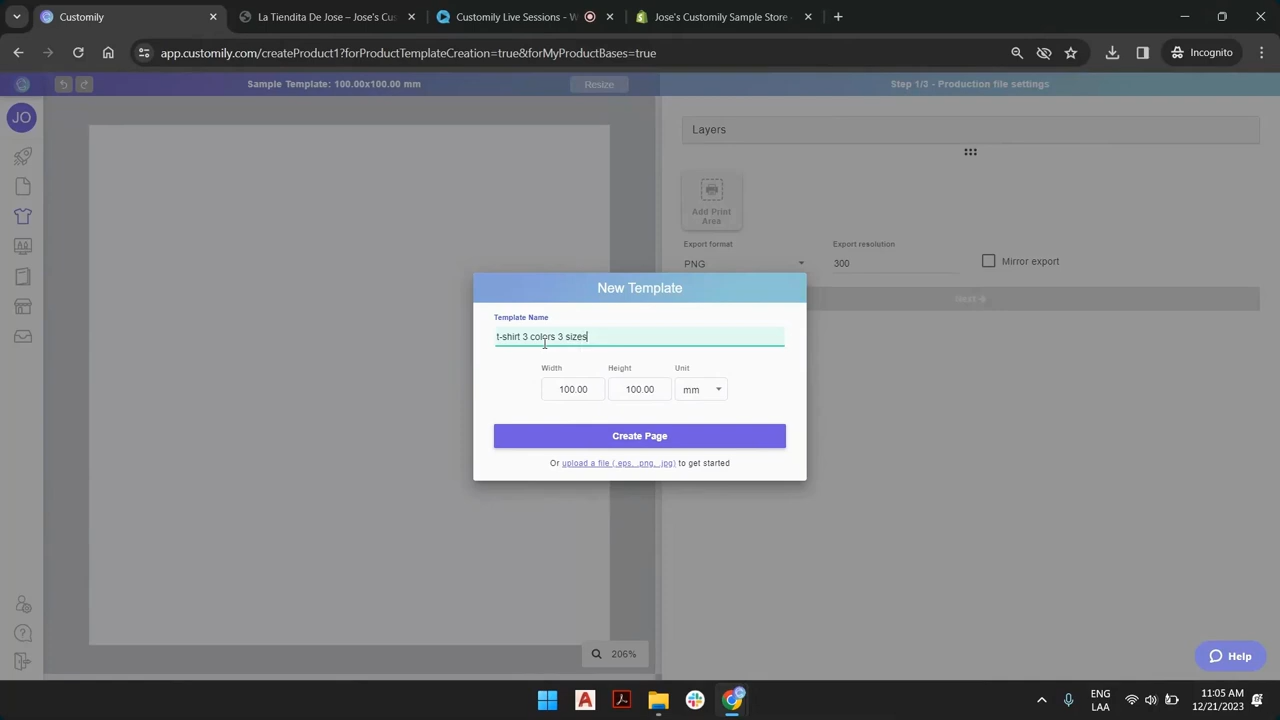 Customily
La Tiendita De Jose – Jose's Cus
Customily Live Sessions - W
Jose's Customily Sample Store
app.customily.com/createProduct1?forProductTemplateCreation=true&forMyProductBases=true
Incognito
Sample Template: 100.00x100.00 mm
Resize
Step 1/3 - Production file settings
JO
Layers
Add Print
Area
Export format
Export resolution
PNG
300
Mirror export
NEXT
New Template
Template Name
t-shirt 3 colors 3 sizes
Width
Height
Unit
100.00
100.00
mm
Create Page
Or upload a file (.eps, .png, .jpg) to get started
206%
Help
ENG
LAA
11:05 AM
12/21/2023